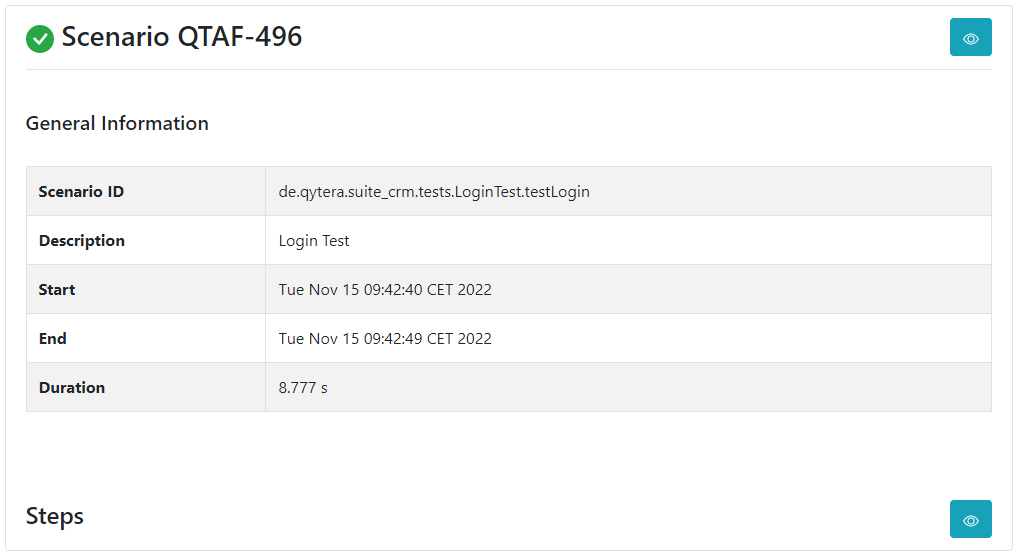 Scenario QTAF-496
General Information
Scenario ID de.qytera.suite_crm.tests.LoginTest.testLogin
Description Login Test
Start Tue Nov 15 09:42:40 CET 2022
End Tue Nov 15 09:42:49 CET 2022
Duration 8.777 s
Steps